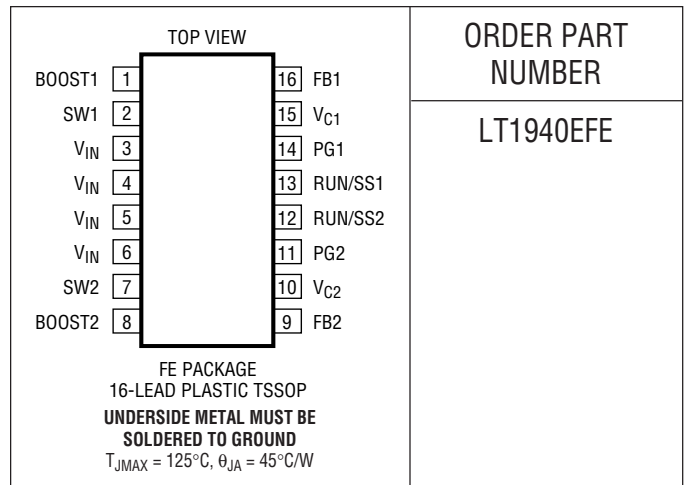 TOP VIEW
BOOST1 1
SW1 2
VIN 3
VIN 4
VIN 5
VIN 6
SW2 7
BOOST2 8
16 FB1
15 VC1
14 PG1
13 RUN/SS1
12 RUN/SS2
11 PG2
10 VC2
9 FB2
FE PACKAGE
16-LEAD PLASTIC TSSOP
UNDERSIDE METAL MUST BE
SOLDERED TO GROUND
TJMAX = 125°C, θJA = 45°C/W
ORDER PART
NUMBER
LT1940EFE